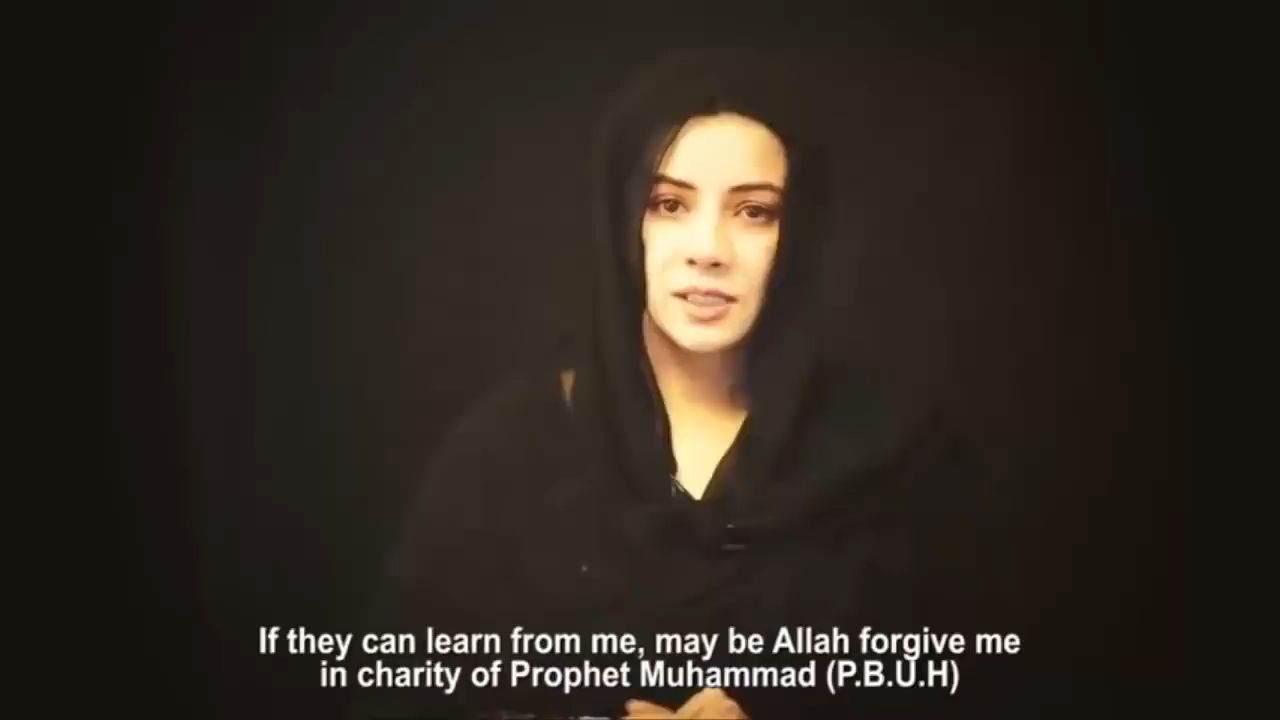 If they can learn from me, may be Allah forgive me
in charity of Prophet Muhammad (P.B.U.H)